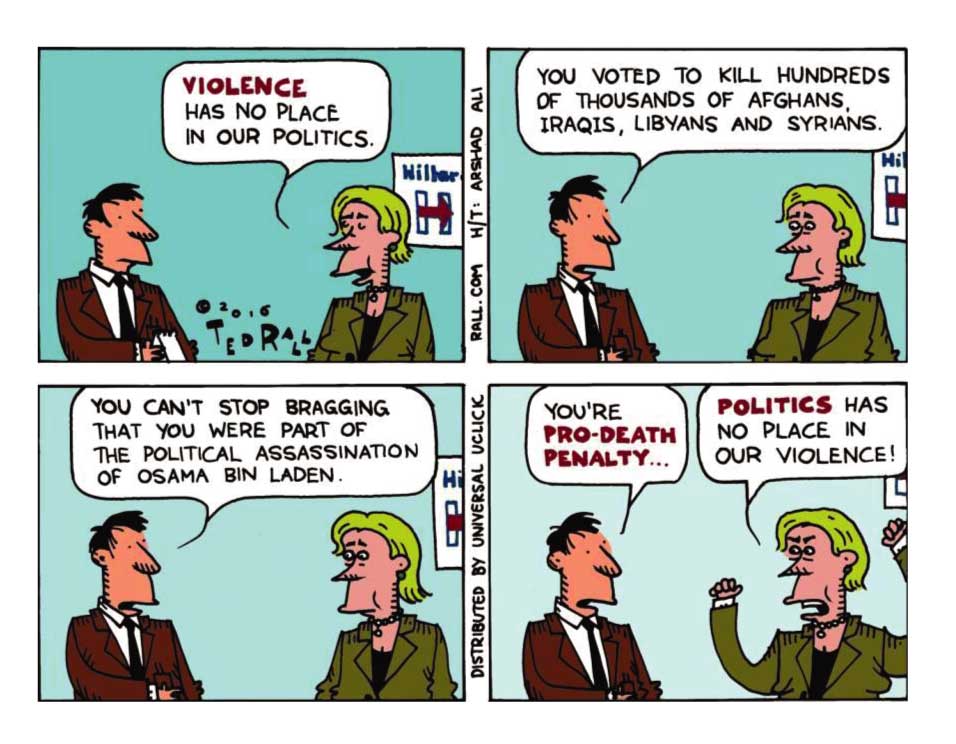 VIOLENCE
HAS NO PLACE
IN OUR POLITICS.
© 2016
TED RALL
RALL.COM H/T: ARSHAD ALI
YOU VOTED TO KILL HUNDREDS
OF THOUSANDS OF AFGHANS,
IRAQIS, LIBYANS AND SYRIANS.
Hil
YOU CAN'T STOP BRAGGING
THAT YOU WERE PART OF
THE POLITICAL ASSASSINATION
OF OSAMA BIN LADEN.
Hi
DISTRIBUTED BY UNIVERSAL UCLICK
YOU'RE
PRO-DEATH
PENALTY...
POLITICS HAS
NO PLACE IN
OUR VIOLENCE!